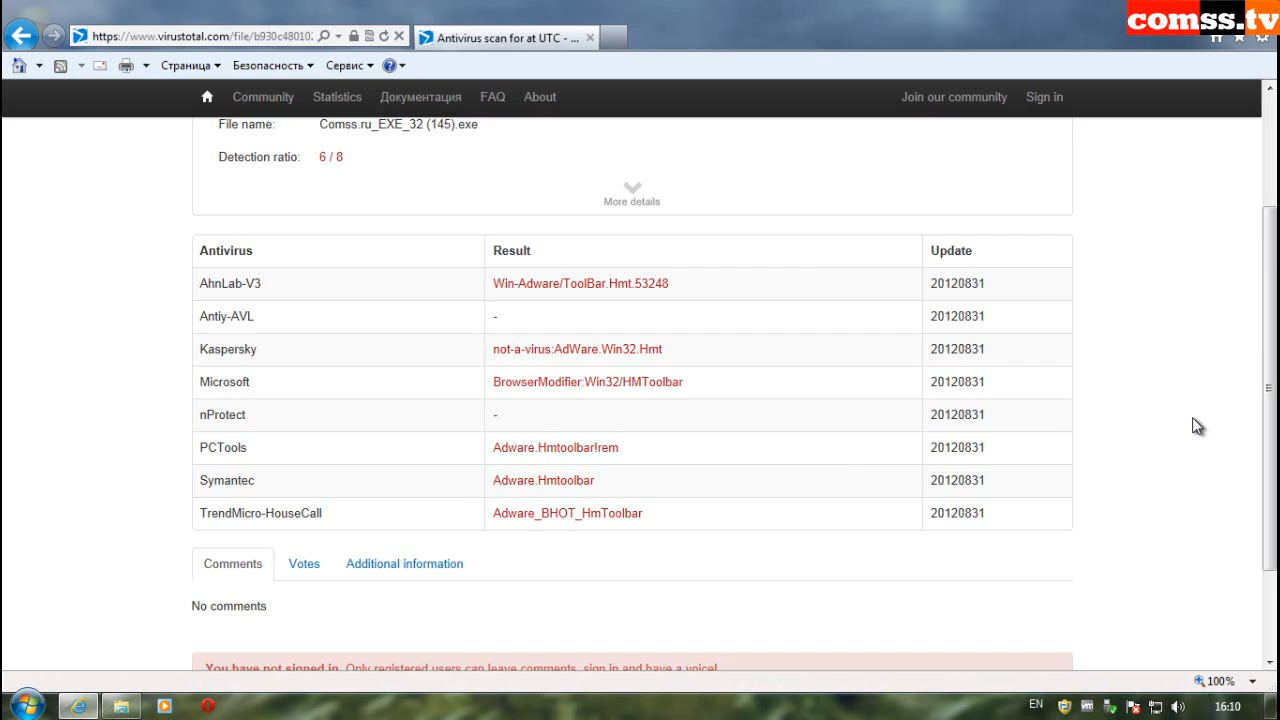 comss.tv
https://www.virustotal.com/file/b930c48010.
Antivirus scan for at UTC - ...
Страница
Безопасность
Сервис
Community
Statistics
Документация
FAQ
About
Join our community
Sign in
File name: Comss.ru_EXE_32 (145).exe
Detection ratio: 6 / 8
More details
Antivirus Result Update
AhnLab-V3 Win-Adware/ToolBar.Hmt.53248 20120831
Antiy-AVL - 20120831
Kaspersky not-a-virus:AdWare.Win32.Hmt 20120831
Microsoft BrowserModifier:Win32/HMToolbar 20120831
nProtect - 20120831
PCTools Adware.Hmtoolbar!rem 20120831
Symantec Adware.Hmtoolbar 20120831
TrendMicro-HouseCall Adware_BHOT_HmToolbar 20120831
Comments
Votes
Additional information
No comments
You have not signed in. Only registered users can leave comments, sign in and have a voice!
100%
EN
16:10